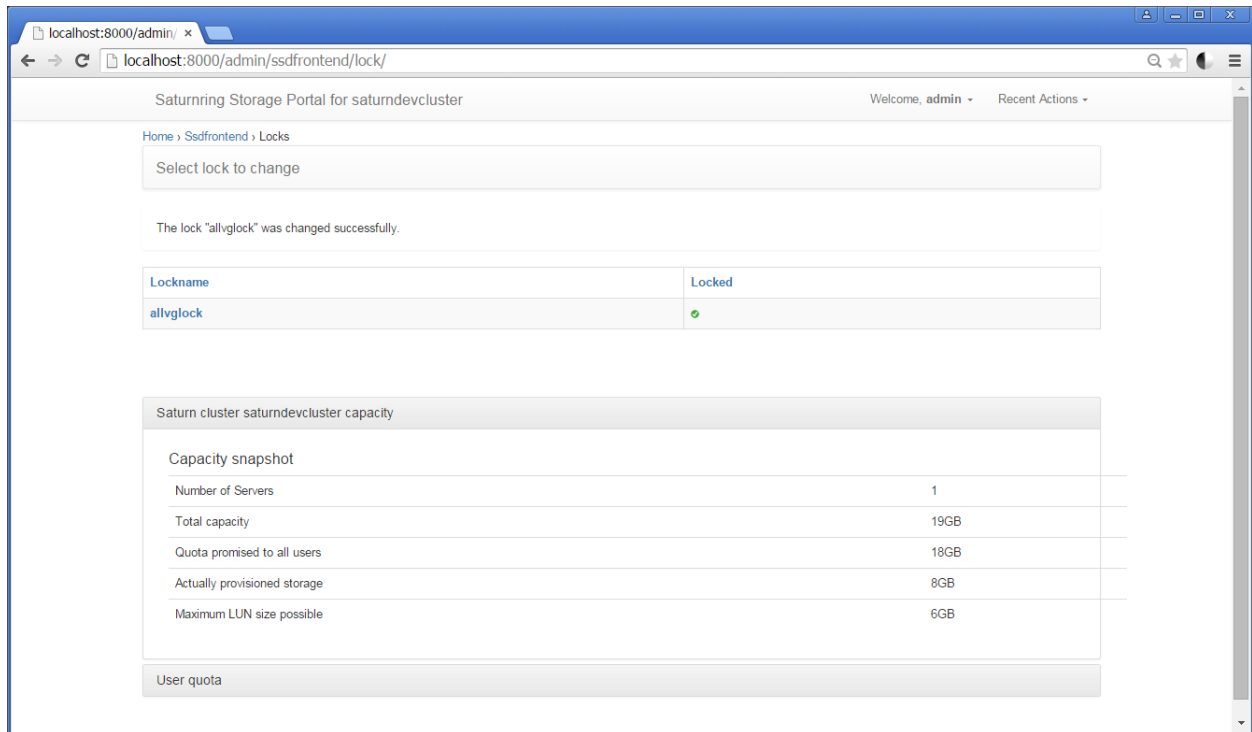 localhost:8000/admin/ ×
localhost:8000/admin/ssdfrontend/lock/
Saturnring Storage Portal for saturndevcluster
Welcome, admin
Recent Actions
Home › Ssdfrontend › Locks
Select lock to change
The lock "allvglock" was changed successfully.
Lockname Locked
allvglock
Saturn cluster saturndevcluster capacity
Capacity snapshot
Number of Servers 1
Total capacity 19GB
Quota promised to all users 18GB
Actually provisioned storage 8GB
Maximum LUN size possible 6GB
User quota